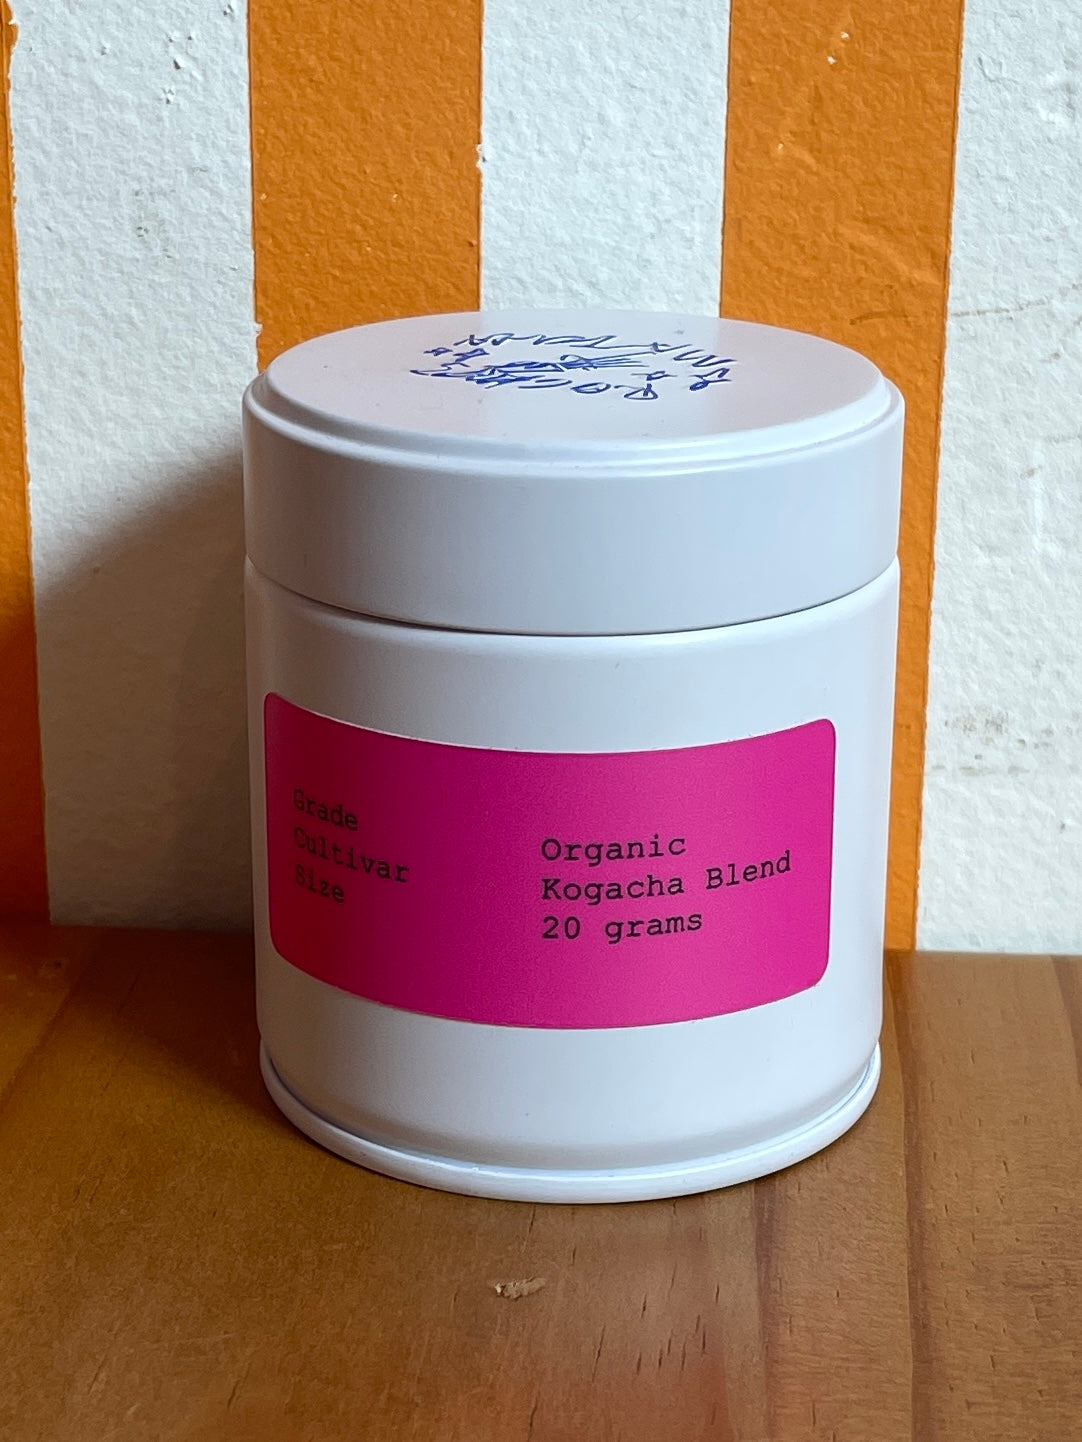 Grade
Cultivar
Size
Organic
Kogacha Blend
20 grams